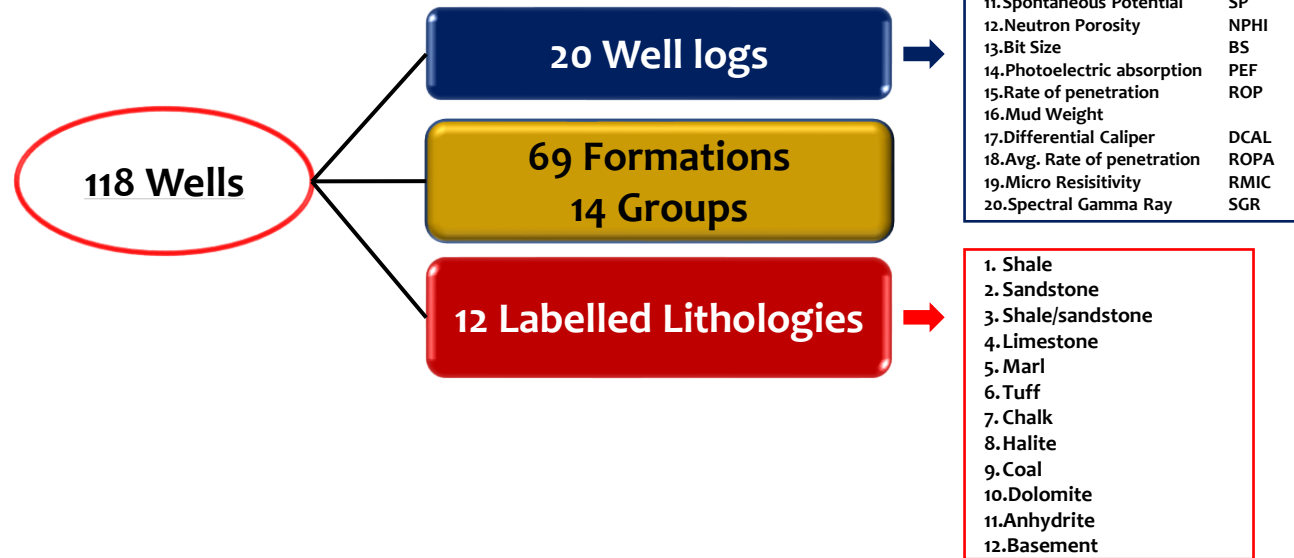 118 Wells
20 Well logs
69 Formations
14 Groups
12 Labelled Lithologies
11.Spontaneous Potential SP
12.Neutron Porosity NPHI
13.Bit Size BS
14.Photoelectric absorption PEF
15.Rate of penetration ROP
16.Mud Weight
17.Differential Caliper DCAL
18.Avg. Rate of penetration ROPA
19.Micro Resisitivity RMIC
20.Spectral Gamma Ray SGR
1. Shale
2. Sandstone
3. Shale/sandstone
4. Limestone
5. Marl
6. Tuff
7. Chalk
8. Halite
9. Coal
10.Dolomite
11.Anhydrite
12.Basement